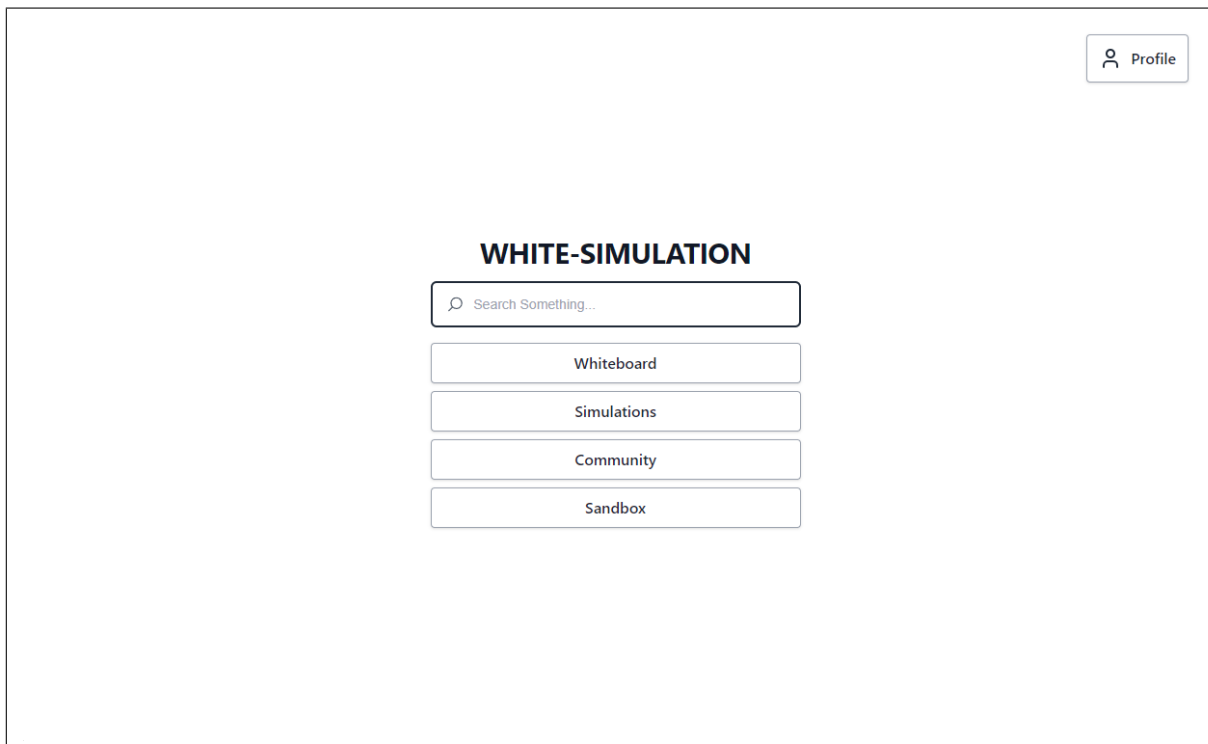 Profile
WHITE-SIMULATION
Search Something...
Whiteboard
Simulations
Community
Sandbox